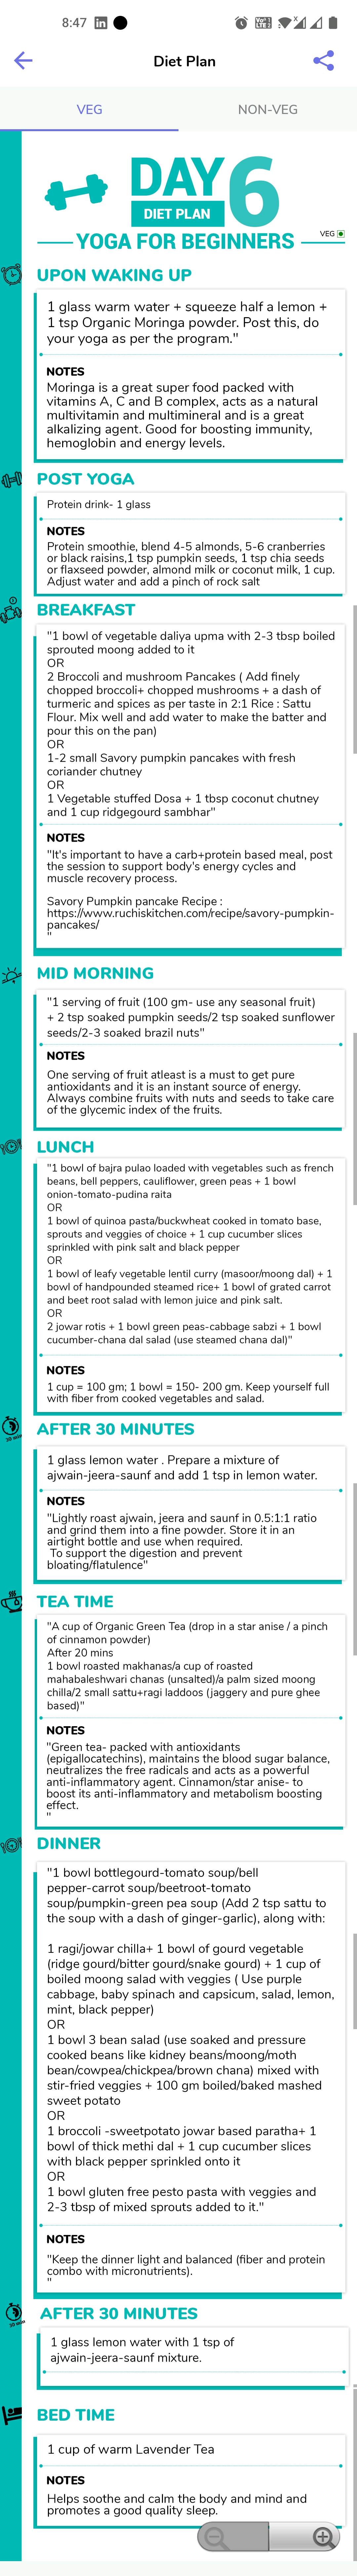 8:47
Diet Plan
VEG
NON-VEG
DAY 6
DIET PLAN
VEG
YOGA FOR BEGINNERS
UPON WAKING UP
1 glass warm water + squeeze half a lemon +
1 tsp Organic Moringa powder. Post this, do
your yoga as per the program."
NOTES
Moringa is a great super food packed with
vitamins A, C and B complex, acts as a natural
multivitamin and multimineral and is a great
alkalizing agent. Good for boosting immunity,
hemoglobin and energy levels.
POST YOGA
Protein drink- 1 glass
NOTES
Protein smoothie, blend 4-5 almonds, 5-6 cranberries
or black raisins,1 tsp pumpkin seeds, 1 tsp chia seeds
or flaxseed powder, almond milk or coconut milk, 1 cup.
Adjust water and add a pinch of rock salt
BREAKFAST
"1 bowl of vegetable daliya upma with 2-3 tbsp boiled
sprouted moong added to it
OR
2 Broccoli and mushroom Pancakes ( Add finely
chopped broccoli+ chopped mushrooms + a dash of
turmeric and spices as per taste in 2:1 Rice : Sattu
Flour. Mix well and add water to make the batter and
pour this on the pan)
OR
1-2 small Savory pumpkin pancakes with fresh
coriander chutney
OR
1 Vegetable stuffed Dosa + 1 tbsp coconut chutney
and 1 cup ridgegourd sambhar"
NOTES
"It's important to have a carb+protein based meal, post
the session to support body's energy cycles and
muscle recovery process.
Savory Pumpkin pancake Recipe :
https://www.ruchiskitchen.com/recipe/savory-pumpkin-
pancakes/
"
MID MORNING
"1 serving of fruit (100 gm- use any seasonal fruit)
+ 2 tsp soaked pumpkin seeds/2 tsp soaked sunflower
seeds/2-3 soaked brazil nuts"
NOTES
One serving of fruit atleast is a must to get pure
antioxidants and it is an instant source of energy.
Always combine fruits with nuts and seeds to take care
of the glycemic index of the fruits.
LUNCH
"1 bowl of bajra pulao loaded with vegetables such as french
beans, bell peppers, cauliflower, green peas + 1 bowl
onion-tomato-pudina raita
OR
1 bowl of quinoa pasta/buckwheat cooked in tomato base,
sprouts and veggies of choice + 1 cup cucumber slices
sprinkled with pink salt and black pepper
OR
1 bowl of leafy vegetable lentil curry (masoor/moong dal) + 1
bowl of handpounded steamed rice+ 1 bowl of grated carrot
and beet root salad with lemon juice and pink salt.
OR
2 jowar rotis + 1 bowl green peas-cabbage sabzi + 1 bowl
cucumber-chana dal salad (use steamed chana dal)"
NOTES
1 cup = 100 gm; 1 bowl = 150- 200 gm. Keep yourself full
with fiber from cooked vegetables and salad.
30 min
AFTER 30 MINUTES
1 glass lemon water . Prepare a mixture of
ajwain-jeera-saunf and add 1 tsp in lemon water.
NOTES
"Lightly roast ajwain, jeera and saunf in 0.5:1:1 ratio
and grind them into a fine powder. Store it in an
airtight bottle and use when required.
To support the digestion and prevent
bloating/flatulence"
TEA TIME
"A cup of Organic Green Tea (drop in a star anise / a pinch
of cinnamon powder)
After 20 mins
1 bowl roasted makhanas/a cup of roasted
mahabaleshwari chanas (unsalted)/a palm sized moong
chilla/2 small sattu+ragi laddoos (jaggery and pure ghee
based)"
NOTES
"Green tea- packed with antioxidants
(epigallocatechins), maintains the blood sugar balance,
neutralizes the free radicals and acts as a powerful
anti-inflammatory agent. Cinnamon/star anise- to
boost its anti-inflammatory and metabolism boosting
effect.
"
DINNER
"1 bowl bottlegourd-tomato soup/bell
pepper-carrot soup/beetroot-tomato
soup/pumpkin-green pea soup (Add 2 tsp sattu to
the soup with a dash of ginger-garlic), along with:
1 ragi/jowar chilla+ 1 bowl of gourd vegetable
(ridge gourd/bitter gourd/snake gourd) + 1 cup of
boiled moong salad with veggies ( Use purple
cabbage, baby spinach and capsicum, salad, lemon,
mint, black pepper)
OR
1 bowl 3 bean salad (use soaked and pressure
cooked beans like kidney beans/moong/moth
bean/cowpea/chickpea/brown chana) mixed with
stir-fried veggies + 100 gm boiled/baked mashed
sweet potato
OR
1 broccoli -sweetpotato jowar based paratha+ 1
bowl of thick methi dal + 1 cup cucumber slices
with black pepper sprinkled onto it
OR
1 bowl gluten free pesto pasta with veggies and
2-3 tbsp of mixed sprouts added to it."
NOTES
"Keep the dinner light and balanced (fiber and protein
combo with micronutrients).
"
30 min
AFTER 30 MINUTES
1 glass lemon water with 1 tsp of
ajwain-jeera-saunf mixture.
BED TIME
1 cup of warm Lavender Tea
NOTES
Helps soothe and calm the body and mind and
promotes a good quality sleep.